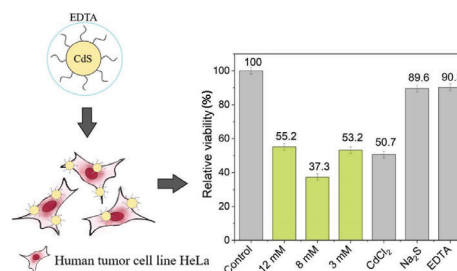 EDTA
CdS
Human tumor cell line HeLa
Relative viability (%)
100
80
60
40
20
0
100
55.2
37.3
53.2
50.7
89.6
90.
Control
12 mM
8 mM
3 mM
CdCl₂
Na₂S
EDTA